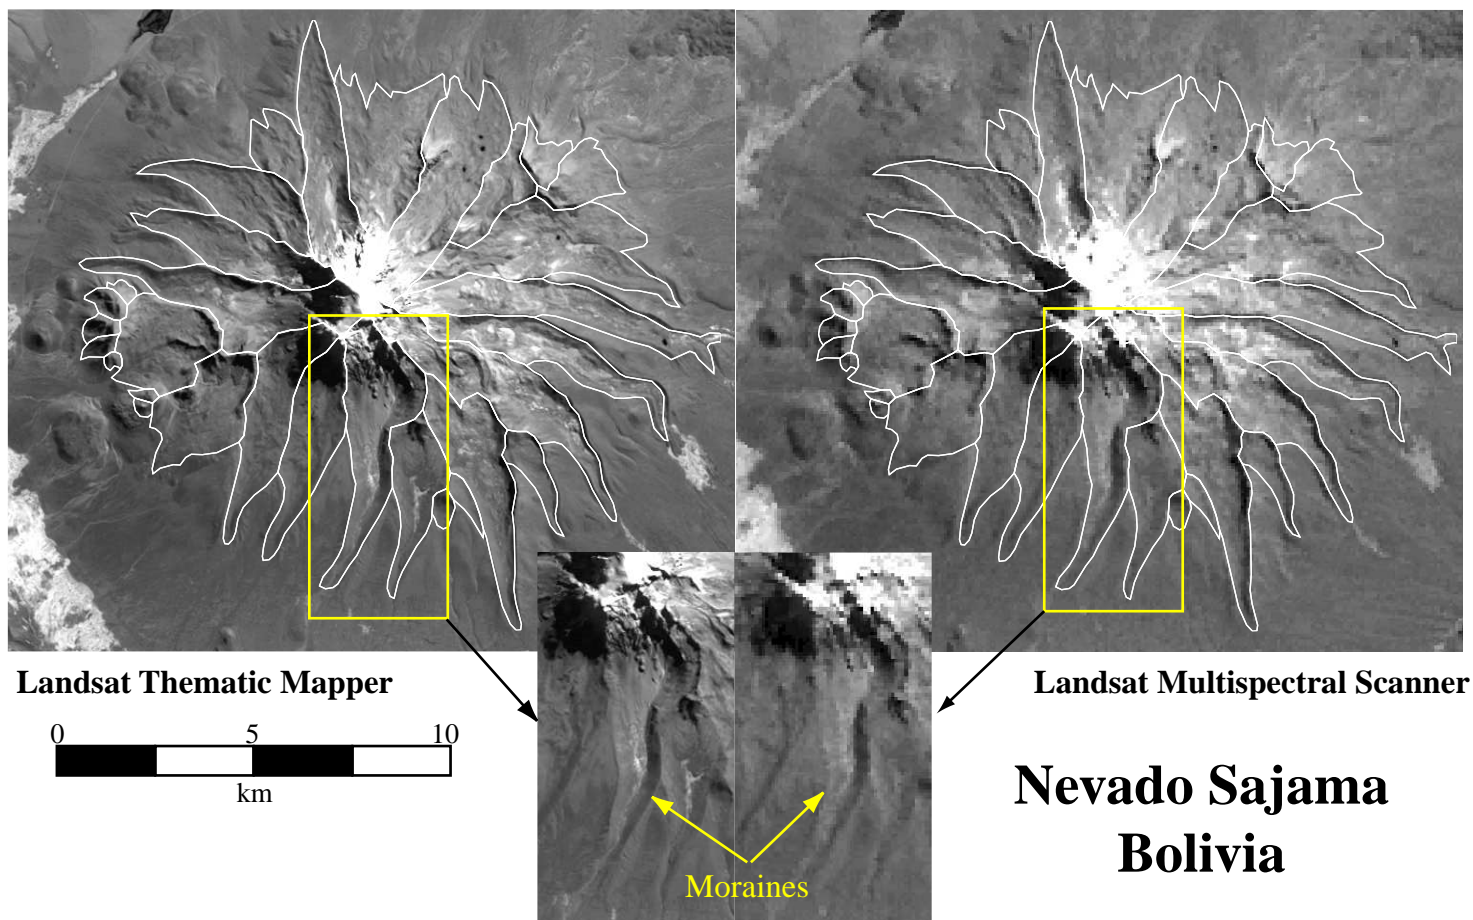 Landsat Thematic Mapper
Landsat Multispectral Scanner
0 5 10
km
Nevado Sajama
Bolivia
Moraines